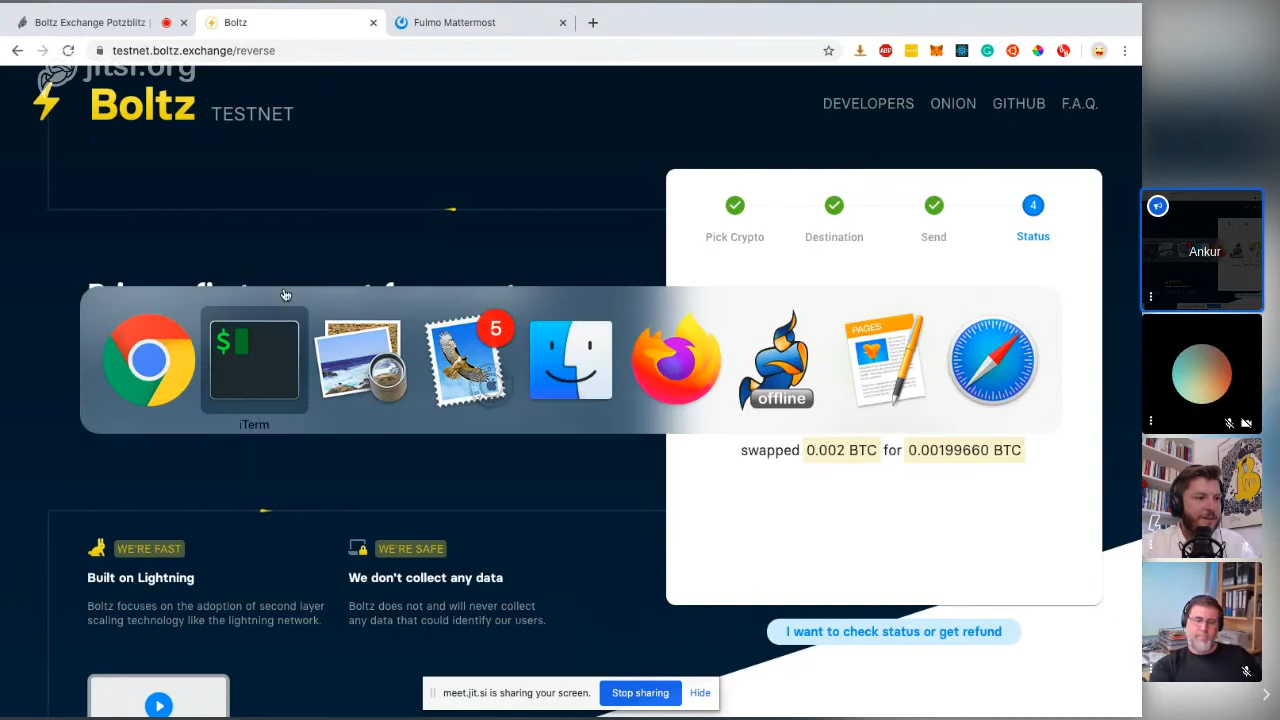 Boltz Exchange Potzblitz |
Boltz
Fulmo Mattermost
testnet.boltz.exchange/reverse
ABP
jitsi.org
Boltz TESTNET
DEVELOPERS ONION GITHUB F.A.Q.
4
Pick Crypto Destination Send Status
Ankur
$
5
PAGES
offline
iTerm
swapped 0.002 BTC for 0.00199660 BTC
WE'RE FAST
WE'RE SAFE
Built on Lightning
We don't collect any data
Boltz focuses on the adoption of second layer
scaling technology like the lightning network.
Boltz does not and will never collect
any data that could identify our users.
I want to check status or get refund
meet.jit.si is sharing your screen. Stop sharing Hide